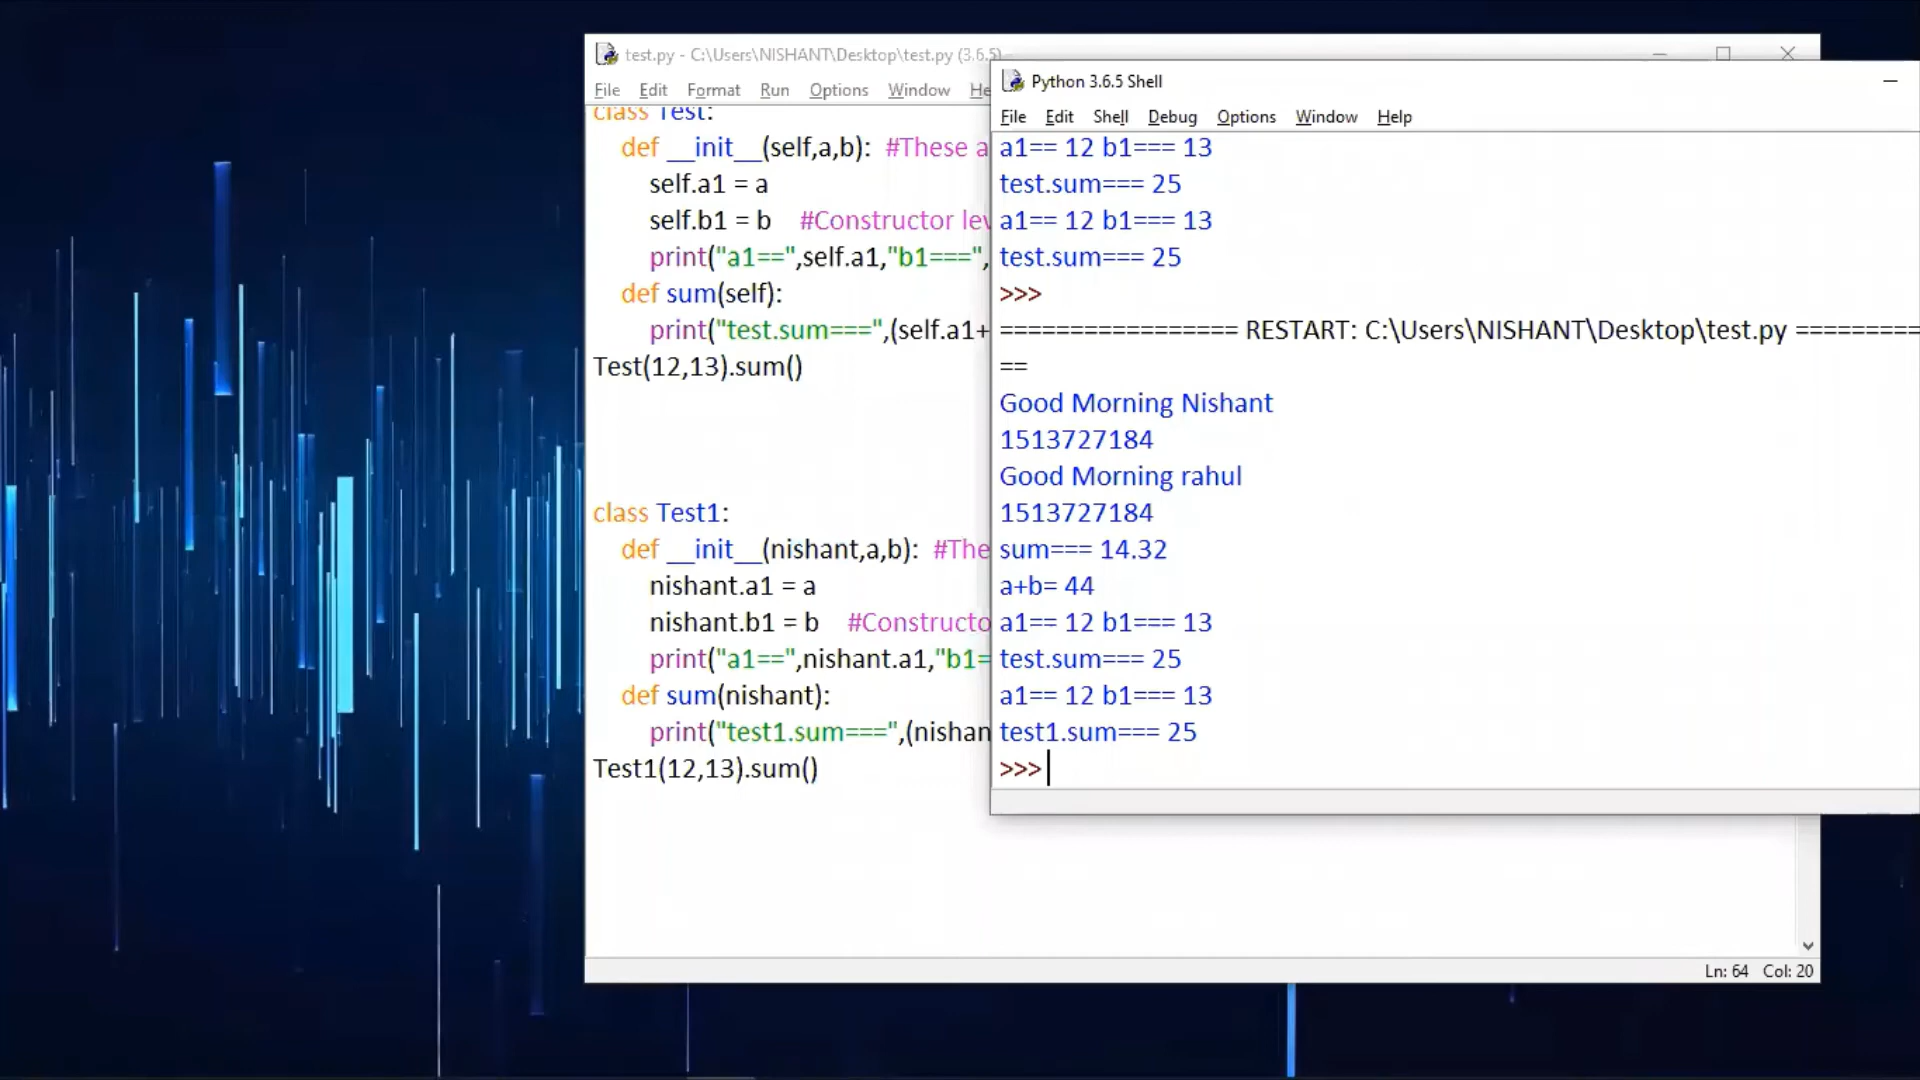 test.py - C:\Users\NISHANT\Desktop\test.py (3.6.5)
File Edit Format Run Options Window He
class Test:
def __init__(self,a,b): #These a
self.a1 = a
self.b1 = b #Constructor lev
print("a1==",self.a1,"b1===",
def sum(self):
print("test.sum===",(self.a1+
Test(12,13).sum()
class Test1:
def __init__(nishant,a,b): #The
nishant.a1 = a
nishant.b1 = b #Constructo
print("a1==",nishant.a1,"b1=
def sum(nishant):
print("test1.sum===",(nishan
Test1(12,13).sum()
Ln: 64 Col: 20
Python 3.6.5 Shell
File Edit Shell Debug Options Window Help
a1== 12 b1=== 13
test.sum=== 25
a1== 12 b1=== 13
test.sum=== 25
>>>
================= RESTART: C:\Users\NISHANT\Desktop\test.py =========
==
Good Morning Nishant
1513727184
Good Morning rahul
1513727184
sum=== 14.32
a+b= 44
a1== 12 b1=== 13
test.sum=== 25
a1== 12 b1=== 13
test1.sum=== 25
>>>